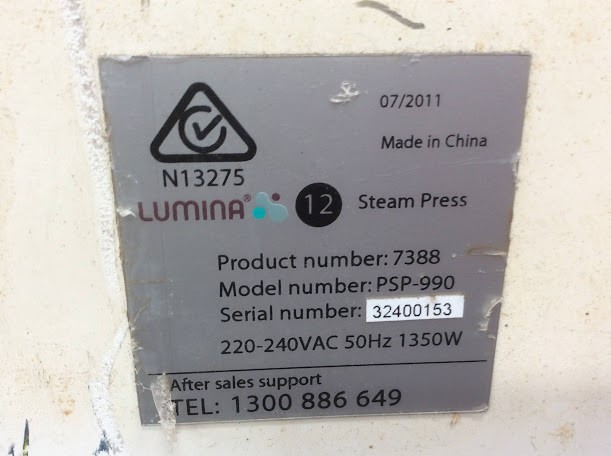 07/2011
Made in China
N13275
LUMINA® 12 Steam Press
Product number: 7388
Model number: PSP-990
Serial number: 32400153
220-240VAC 50Hz 1350W
After sales support
TEL: 1300 886 649